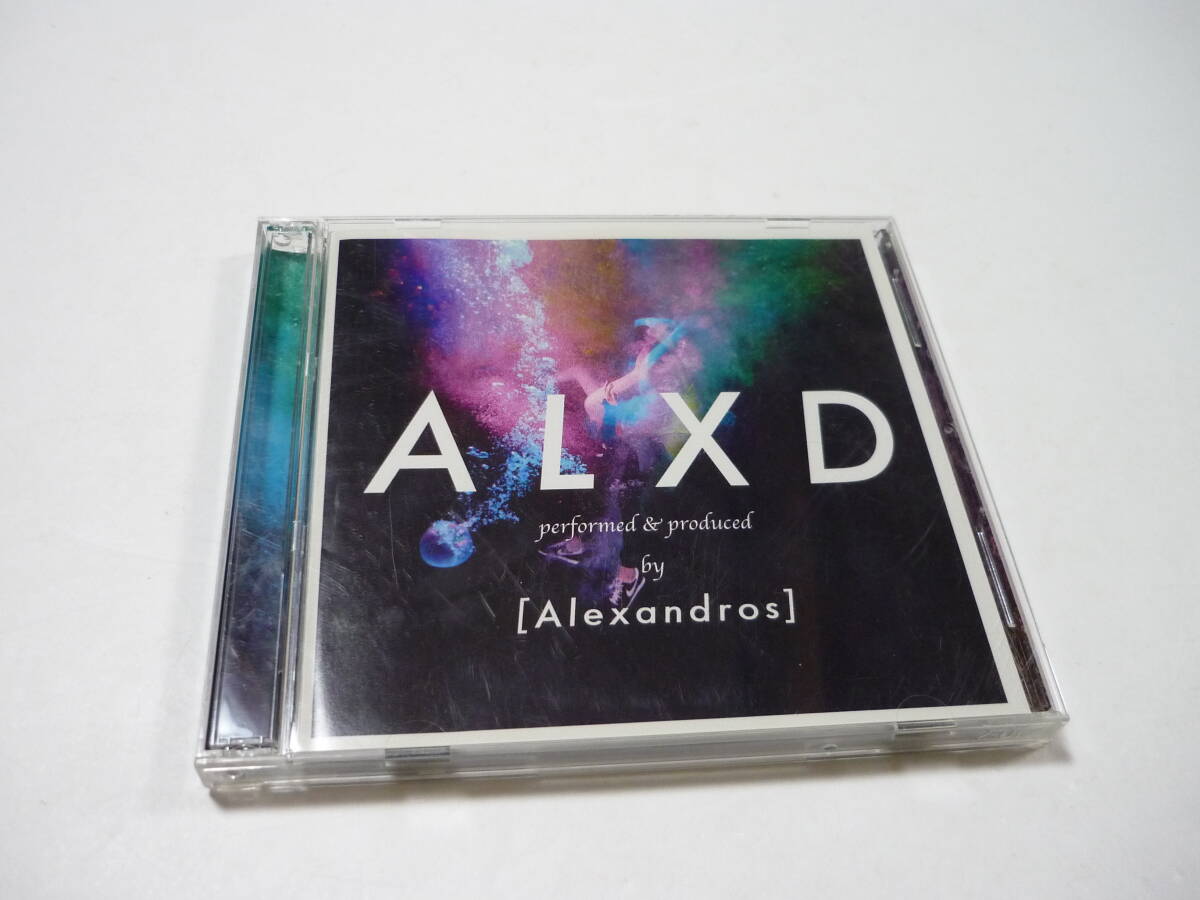 ALXD
performed & produced
by
[Alexandros]